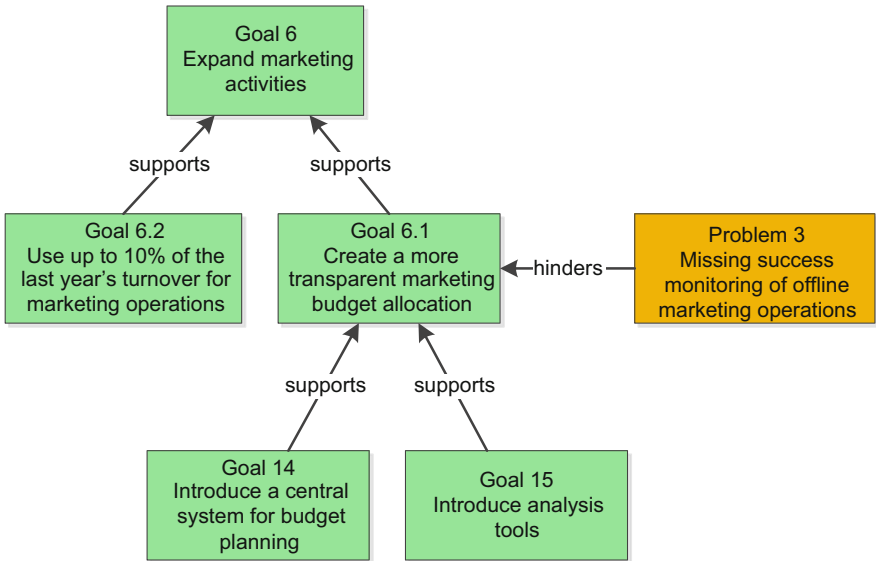 Goal 6
Expand marketing
activities
supports
supports
Goal 6.2
Use up to 10% of the
last year's turnover for
marketing operations
Goal 6.1
Create a more
transparent marketing
budget allocation
hinders
Problem 3
Missing success
monitoring of offline
marketing operations
supports
supports
Goal 14
Introduce a central
system for budget
planning
Goal 15
Introduce analysis
tools